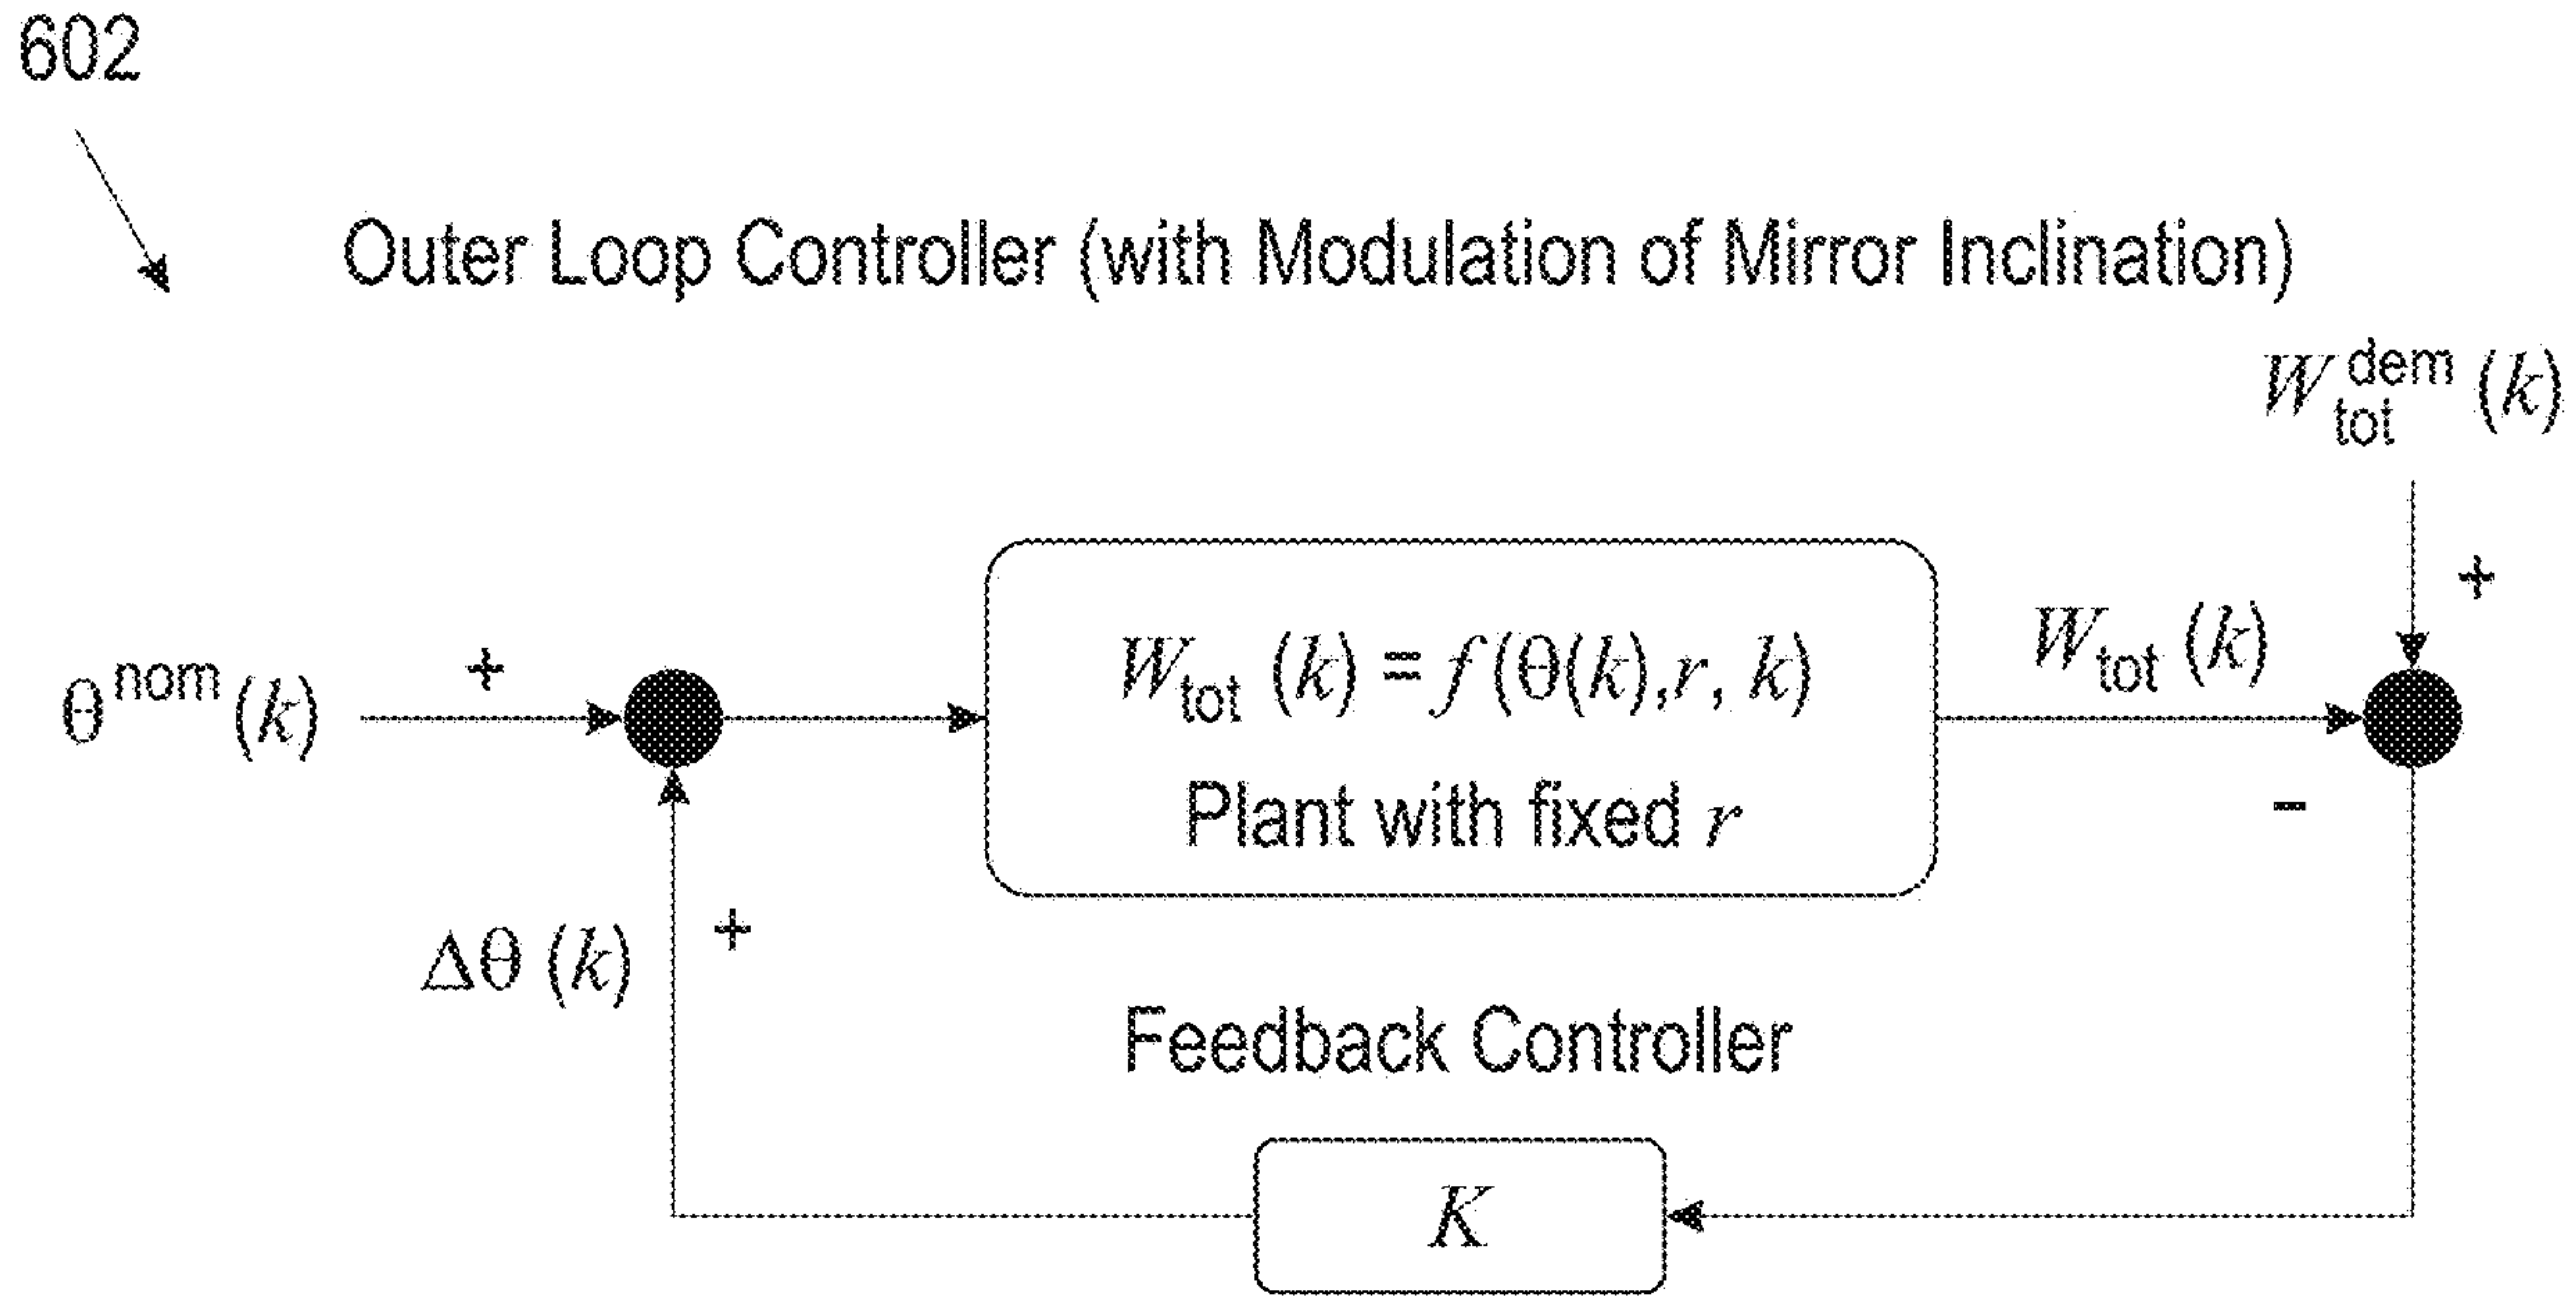 602
Outer Loop Controller (with Modulation of Mirror Inclination)
W_tot^dem (k)
+
W_tot (k)
θ^nom (k)
+
W_tot (k) = f (θ(k),r, k)
Plant with fixed r
−
Δθ (k)
+
Feedback Controller
K